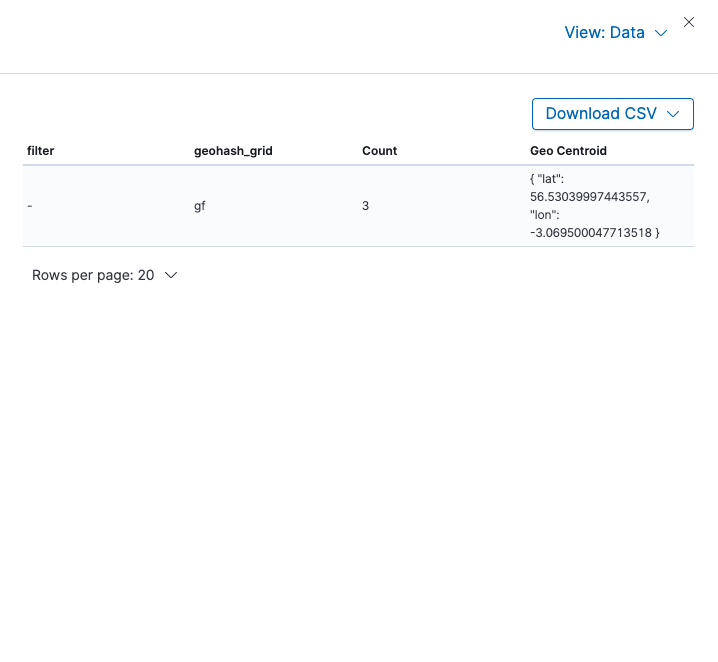 View: Data
Download CSV
filter geohash_grid Count Geo Centroid
- gf 3 { "lat":
56.53039997443557,
"lon":
-3.069500047713518 }
Rows per page: 20